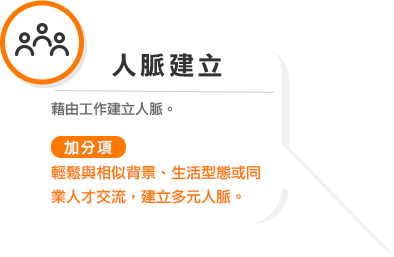 人脈建立
藉由工作建立人脈。
加分項
輕鬆與相似背景、生活型態或同
業人才交流，建立多元人脈。